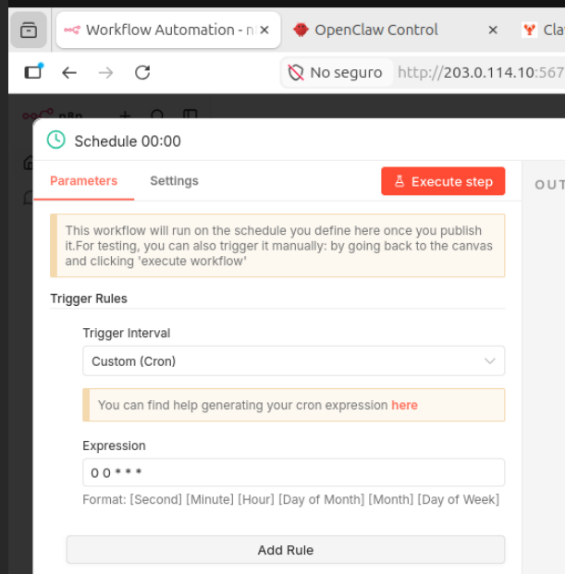 Workflow Automation - n
OpenClaw Control
Cla
No seguro
http://203.0.114.10:567
n8n
Schedule 00:00
Parameters
Settings
Execute step
OUT
This workflow will run on the schedule you define here once you publish
it.For testing, you can also trigger it manually: by going back to the canvas
and clicking 'execute workflow'
Trigger Rules
Trigger Interval
Custom (Cron)
You can find help generating your cron expression here
Expression
0 0 * * *
Format: [Second] [Minute] [Hour] [Day of Month] [Month] [Day of Week]
Add Rule